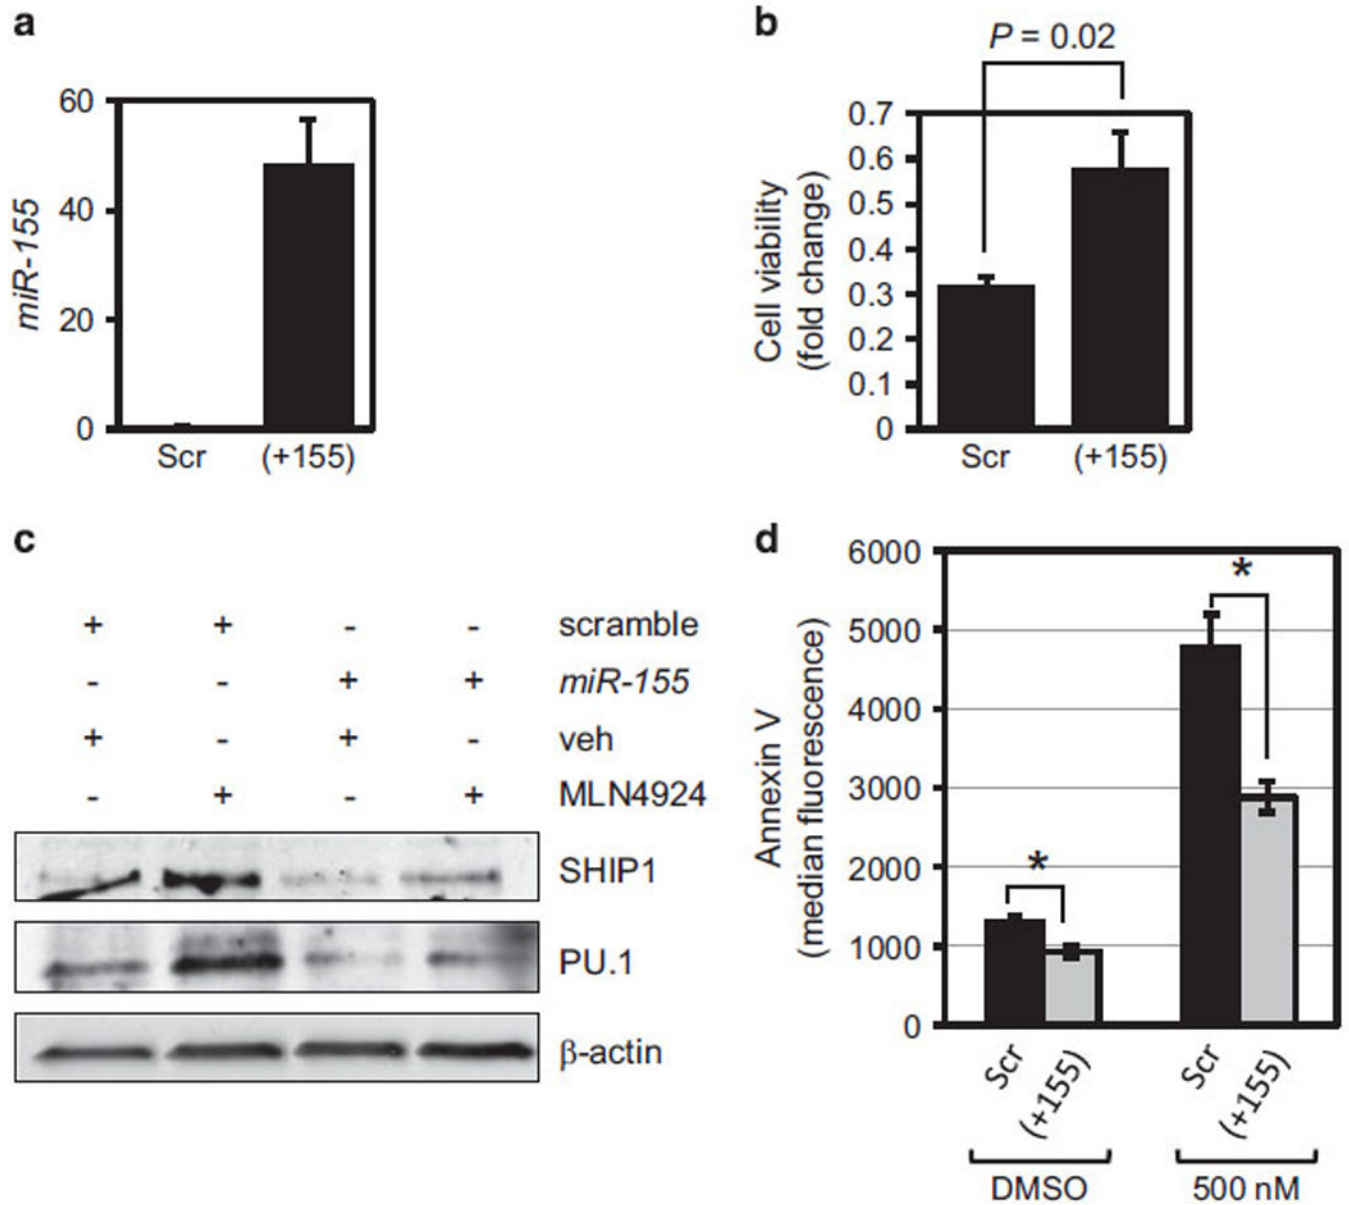 a
60
40
20
0
miR-155
Scr (+155)
b
P = 0.02
0.7
0.6
0.5
0.4
0.3
0.2
0.1
0
Cell viability
(fold change)
Scr (+155)
c
+ + - - scramble
- - + + miR-155
+ - + - veh
- + - + MLN4924
SHIP1
PU.1
β-actin
d
6000
5000
4000
3000
2000
1000
0
Annexin V
(median fluorescence)
*
*
Scr (+155) Scr (+155)
DMSO 500 nM